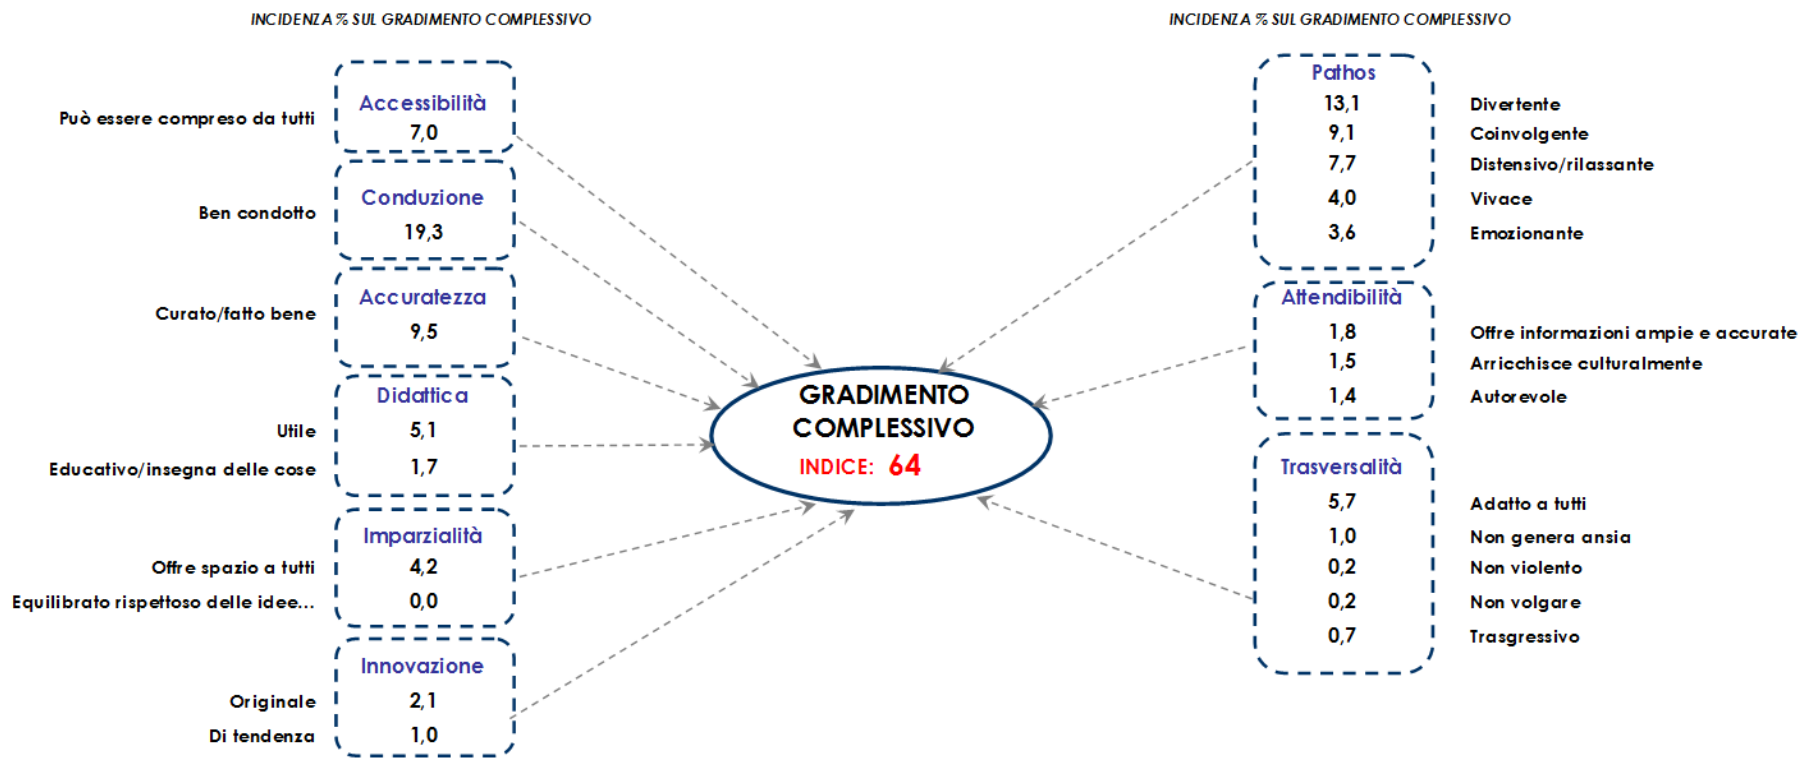 INCIDENZA % SUL GRADIMENTO COMPLESSIVO
Accessibilità
Può essere compreso da tutti
7,0
Conduzione
Ben condotto
19,3
Accuratezza
Curato/fatto bene
9,5
Didattica
Utile
5,1
Educativo/insegna delle cose
1,7
Imparzialità
Offre spazio a tutti
4,2
Equilibrato rispettoso delle idee...
0,0
Innovazione
Originale
2,1
Di tendenza
1,0
GRADIMENTO
COMPLESSIVO
INDICE: 64
INCIDENZA % SUL GRADIMENTO COMPLESSIVO
Pathos
13,1 Divertente
9,1 Coinvolgente
7,7 Distensivo/rilassante
4,0 Vivace
3,6 Emozionante
Attendibilità
1,8 Offre informazioni ampie e accurate
1,5 Arricchisce culturalmente
1,4 Autorevole
Trasversalità
5,7 Adatto a tutti
1,0 Non genera ansia
0,2 Non violento
0,2 Non volgare
0,7 Trasgressivo